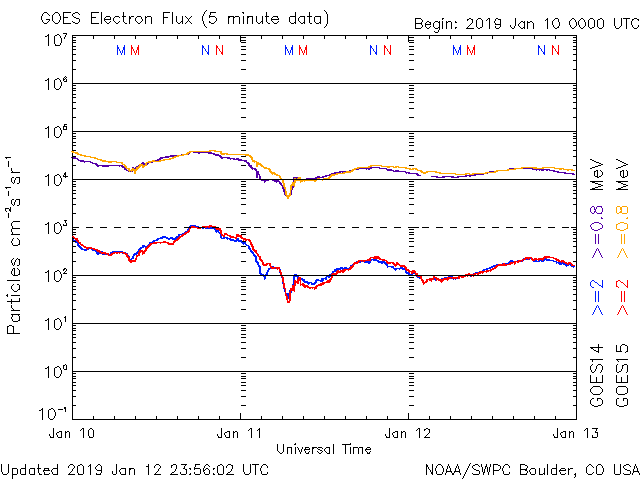 GOES Electron Flux (5 minute data)
Begin: 2019 Jan 10 0000 UTC
M M N N M M N N M M N N
10⁷
10⁶
10⁵
10⁴
10³
10²
10¹
10⁰
10⁻¹
Particles cm⁻²s⁻¹sr⁻¹
GOES14 >=2 >=0.8 MeV
GOES15 >=2 >=0.8 MeV
Jan 10 Jan 11 Jan 12 Jan 13
Universal Time
Updated 2019 Jan 12 23:56:02 UTC
NOAA/SWPC Boulder, CO USA